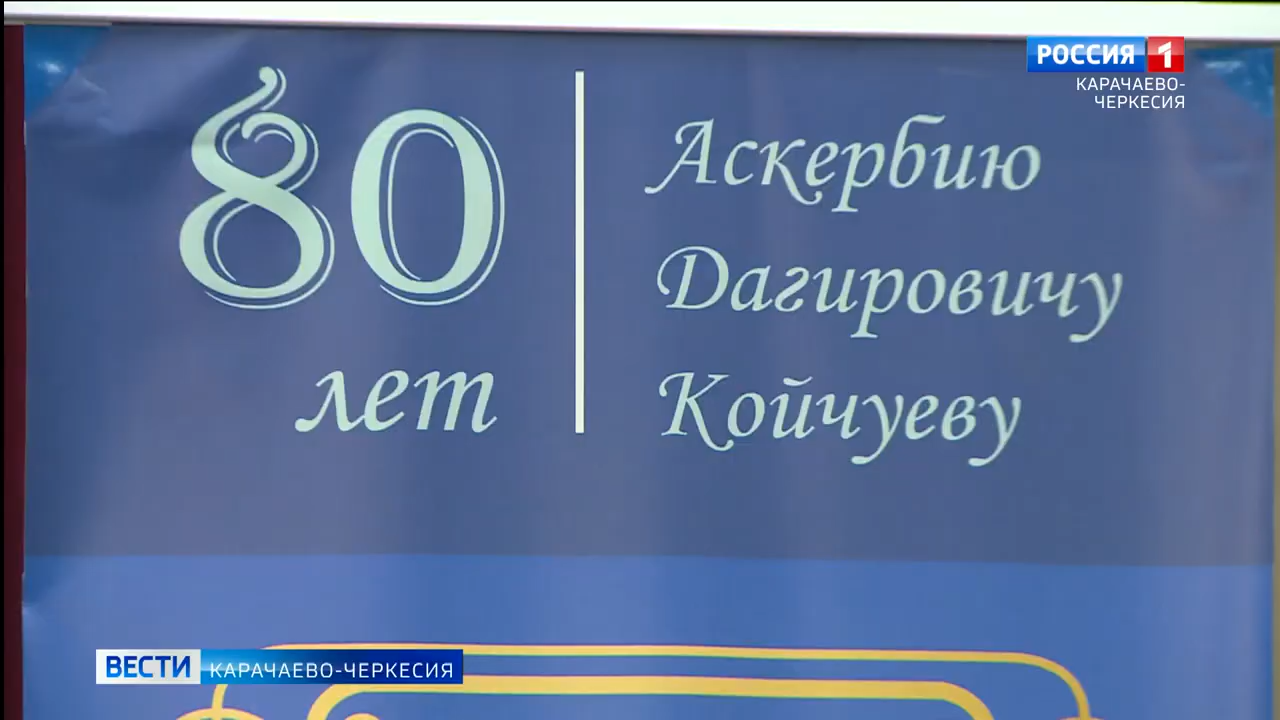 РОССИЯ 1
КАРАЧАЕВО-
ЧЕРКЕСИЯ
80
лет
Аскербию
Дагировичу
Койчуеву
ВЕСТИ КАРАЧАЕВО-ЧЕРКЕСИЯ